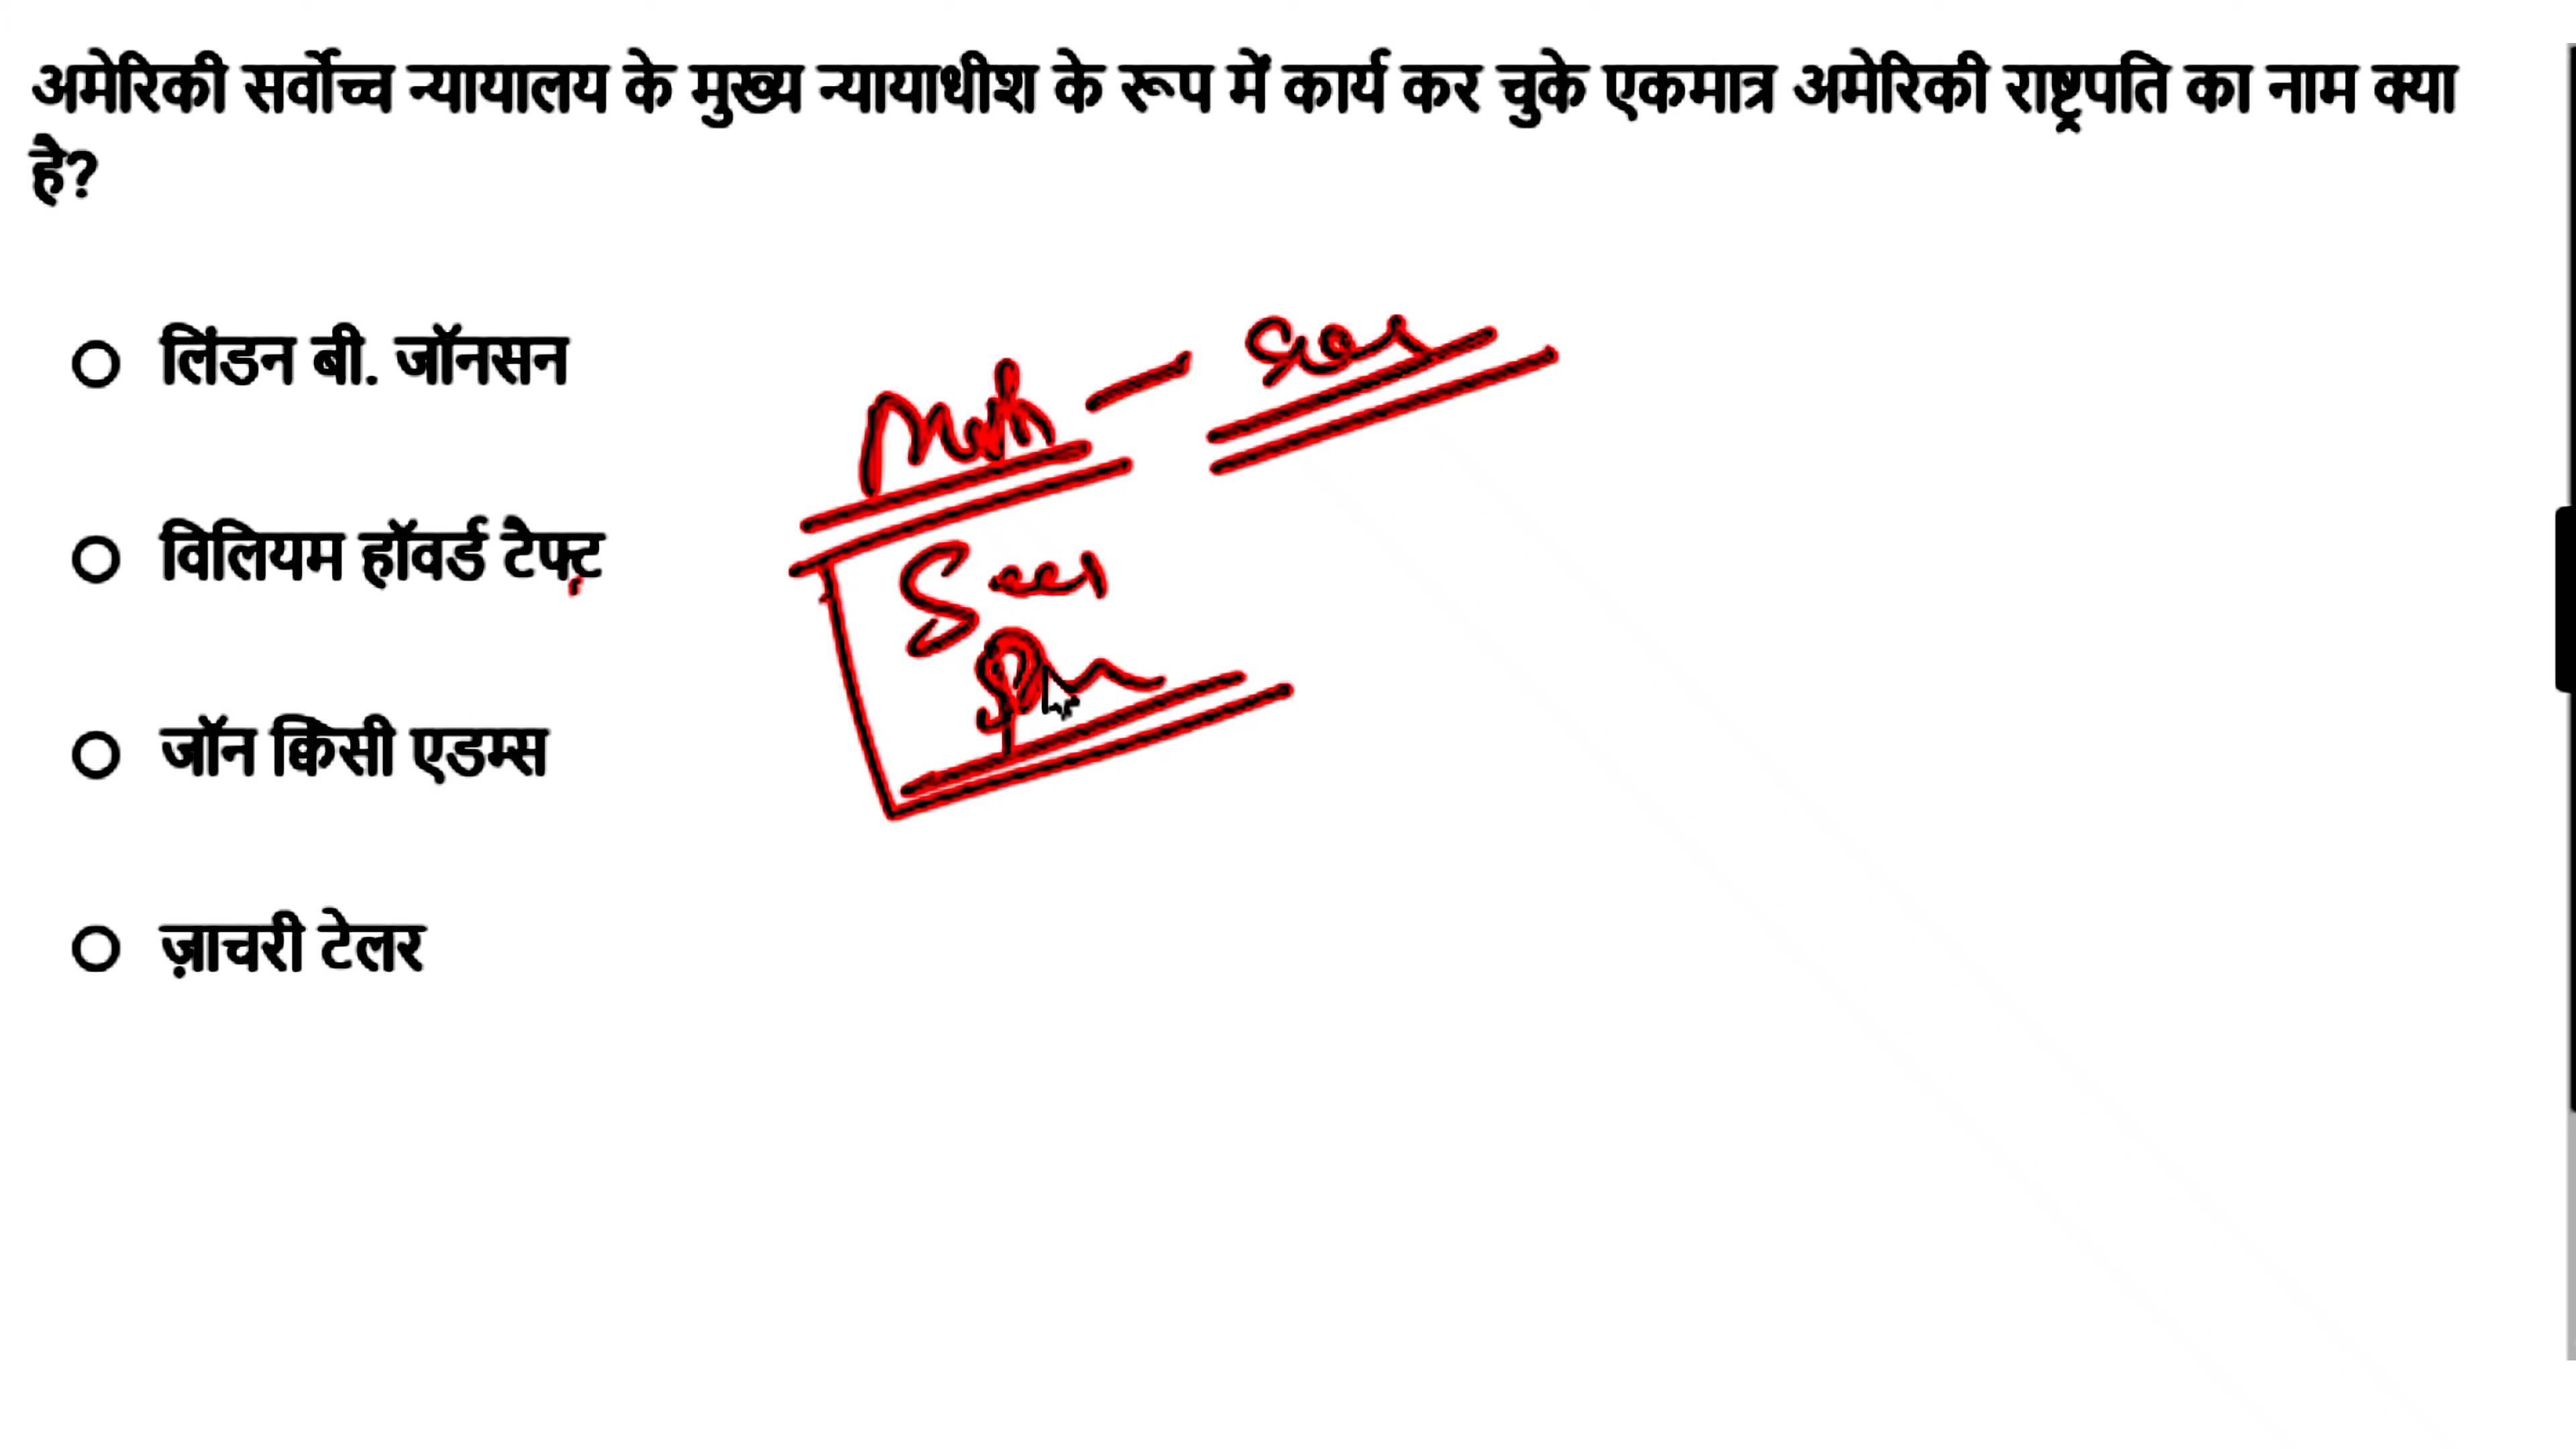 अमेरिकी सर्वोच्च न्यायालय के मुख्य न्यायाधीश के रूप में कार्य कर चुके एकमात्र अमेरिकी राष्ट्रपति का नाम क्या
है?
लिंडन बी. जॉनसन
विलियम हॉवर्ड टैफ्ट
जॉन क्विंसी एडम्स
ज़ाचरी टेलर